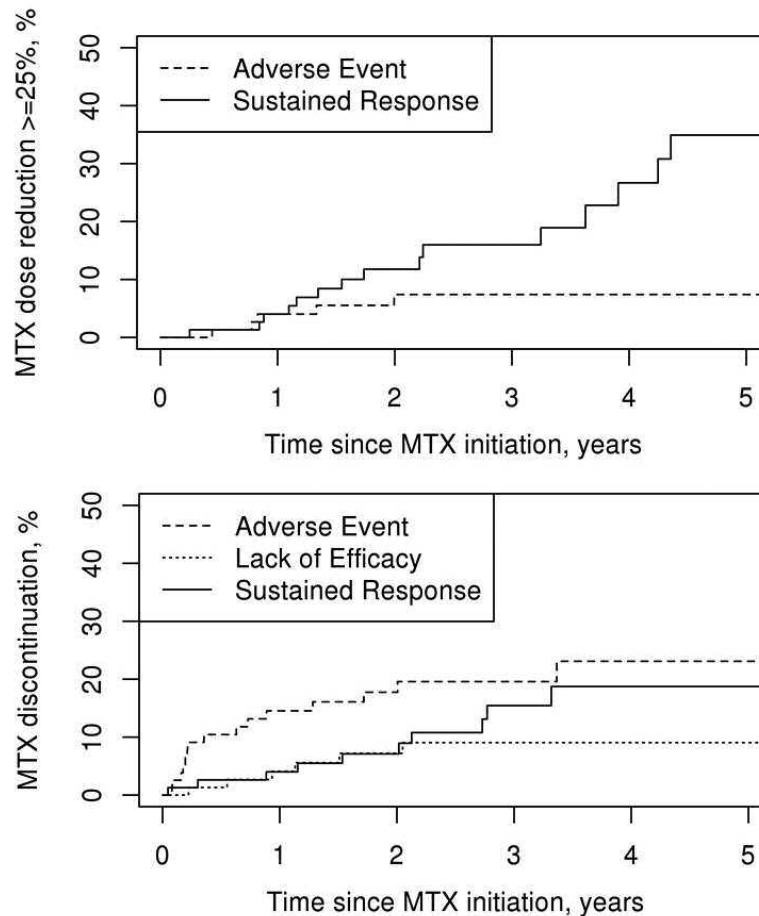 MTX dose reduction >=25%, %
50
40
30
20
10
0
Adverse Event
Sustained Response
0 1 2 3 4 5
Time since MTX initiation, years
MTX discontinuation, %
50
40
30
20
10
0
Adverse Event
Lack of Efficacy
Sustained Response
0 1 2 3 4 5
Time since MTX initiation, years